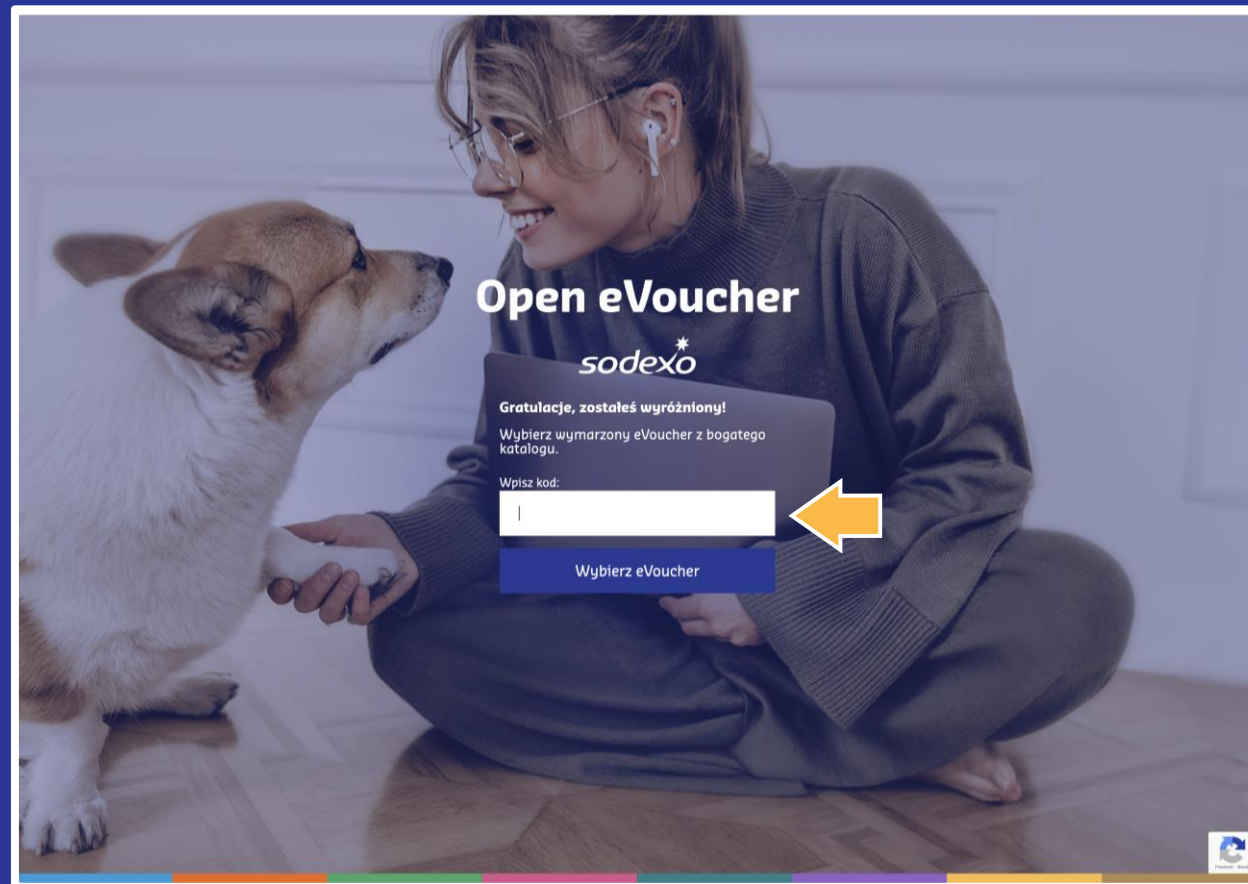 Open eVoucher
sodexo
Gratulacje, zostałeś wyróżniony!
Wybierz wymarzony eVoucher z bogatego
katalogu.
Wpisz kod:
Wybierz eVoucher